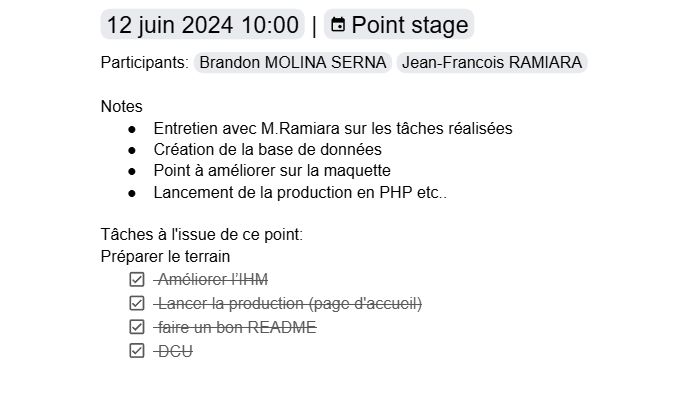 12 juin 2024 10:00 | Point stage
Participants: Brandon MOLINA SERNA Jean-Francois RAMIARA
Notes
● Entretien avec M.Ramiara sur les tâches réalisées
● Création de la base de données
● Point à améliorer sur la maquette
● Lancement de la production en PHP etc..
Tâches à l'issue de ce point:
Préparer le terrain
Améliorer l'IHM
Lancer la production (page d'accueil)
faire un bon README
DCU